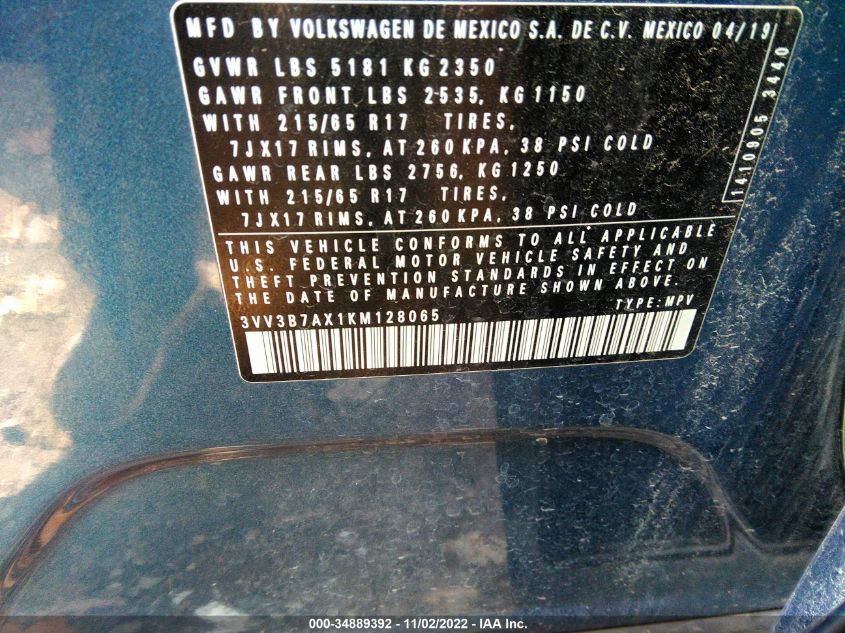 MFD BY VOLKSWAGEN DE MEXICO S.A. DE C.V. MEXICO 04/19
GVWR LBS 5181 KG 2350
GAWR FRONT LBS 2535, KG 1150
WITH 215/65 R17 TIRES,
7JX17 RIMS, AT 260 KPA, 38 PSI COLD
GAWR REAR LBS 2756, KG 1250
WITH 215/65 R17 TIRES,
7JX17 RIMS, AT 260 KPA, 38 PSI COLD
THIS VEHICLE CONFORMS TO ALL APPLICABLE
U.S. FEDERAL MOTOR VEHICLE SAFETY AND
THEFT PREVENTION STANDARDS IN EFFECT ON
THE DATE OF MANUFACTURE SHOWN ABOVE.
3VV3B7AX1KM128065 TYPE: MPV
1410905 3440
000-34889392 - 11/02/2022 - IAA Inc.